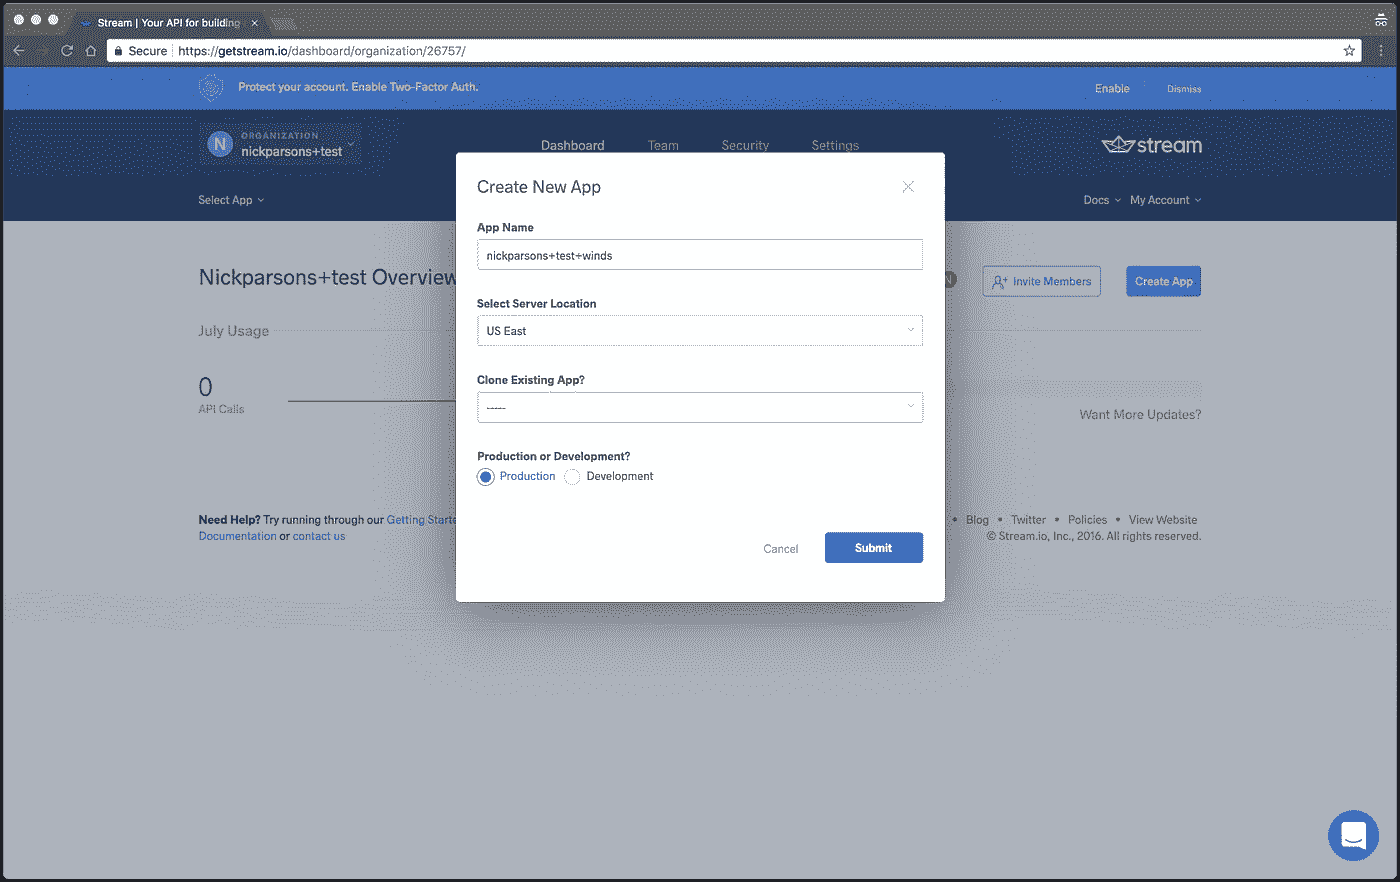 Stream | Your API for building
Secure https://getstream.io/dashboard/organization/26757/
Protect your account. Enable Two-Factor Auth.
Enable
Dismiss
N
ORGANIZATION
nickparsons+test
Dashboard
Team
Security
Settings
stream
Select App
Docs
My Account
Create New App
App Name
nickparsons+test+winds
Select Server Location
US East
Clone Existing App?
-----
Production or Development?
Production
Development
Cancel
Submit
Nickparsons+test Overview
N
Invite Members
Create App
July Usage
0
API Calls
Want More Updates?
Need Help? Try running through our Getting Starte
Documentation or contact us
• Blog • Twitter • Policies • View Website
© Stream.io, Inc., 2016. All rights reserved.